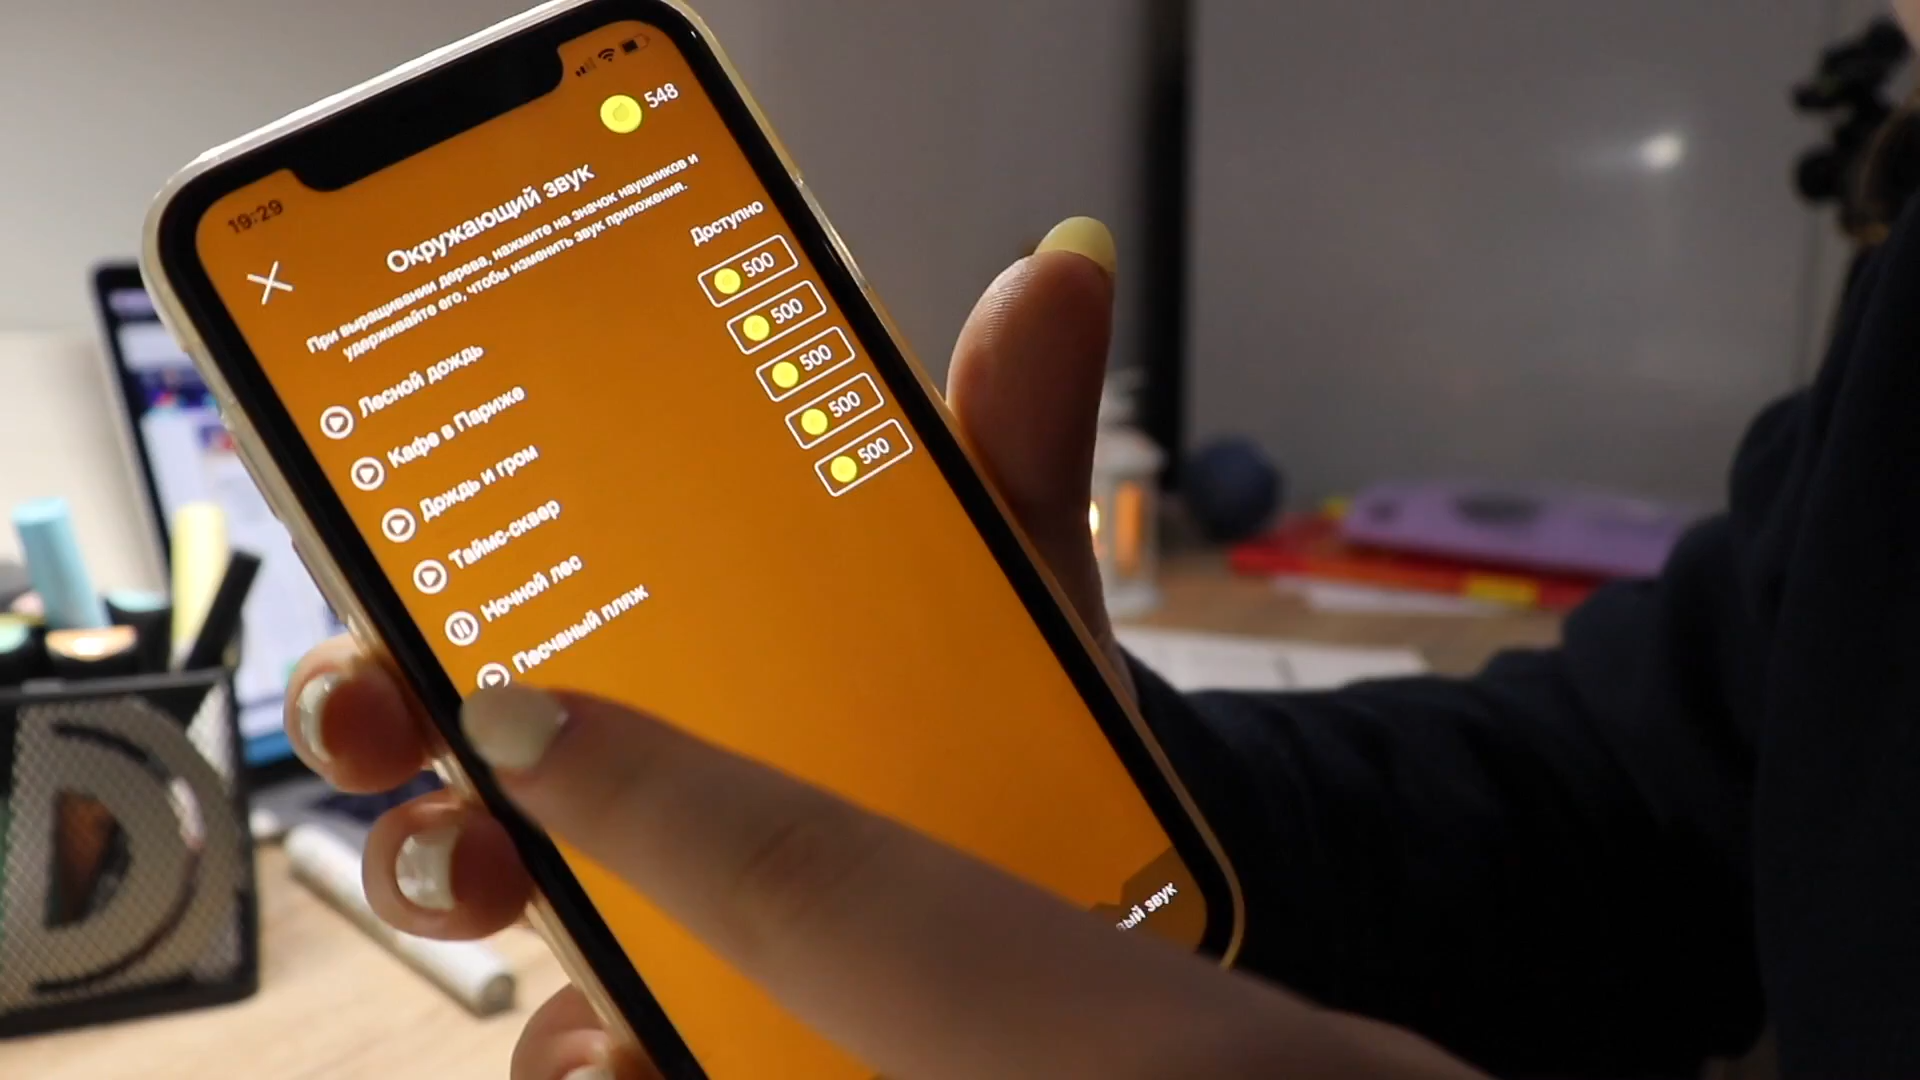 19:29
548
Окружающий звук
При выращивании дерева, нажмите на значок наушников и
удерживайте его, чтобы изменить звук приложения.
Лесной дождь
Доступно
Кафе в Париже
500
Дождь и гром
500
Таймс-сквер
500
Ночной лес
500
Песчаный пляж
500
звук
D